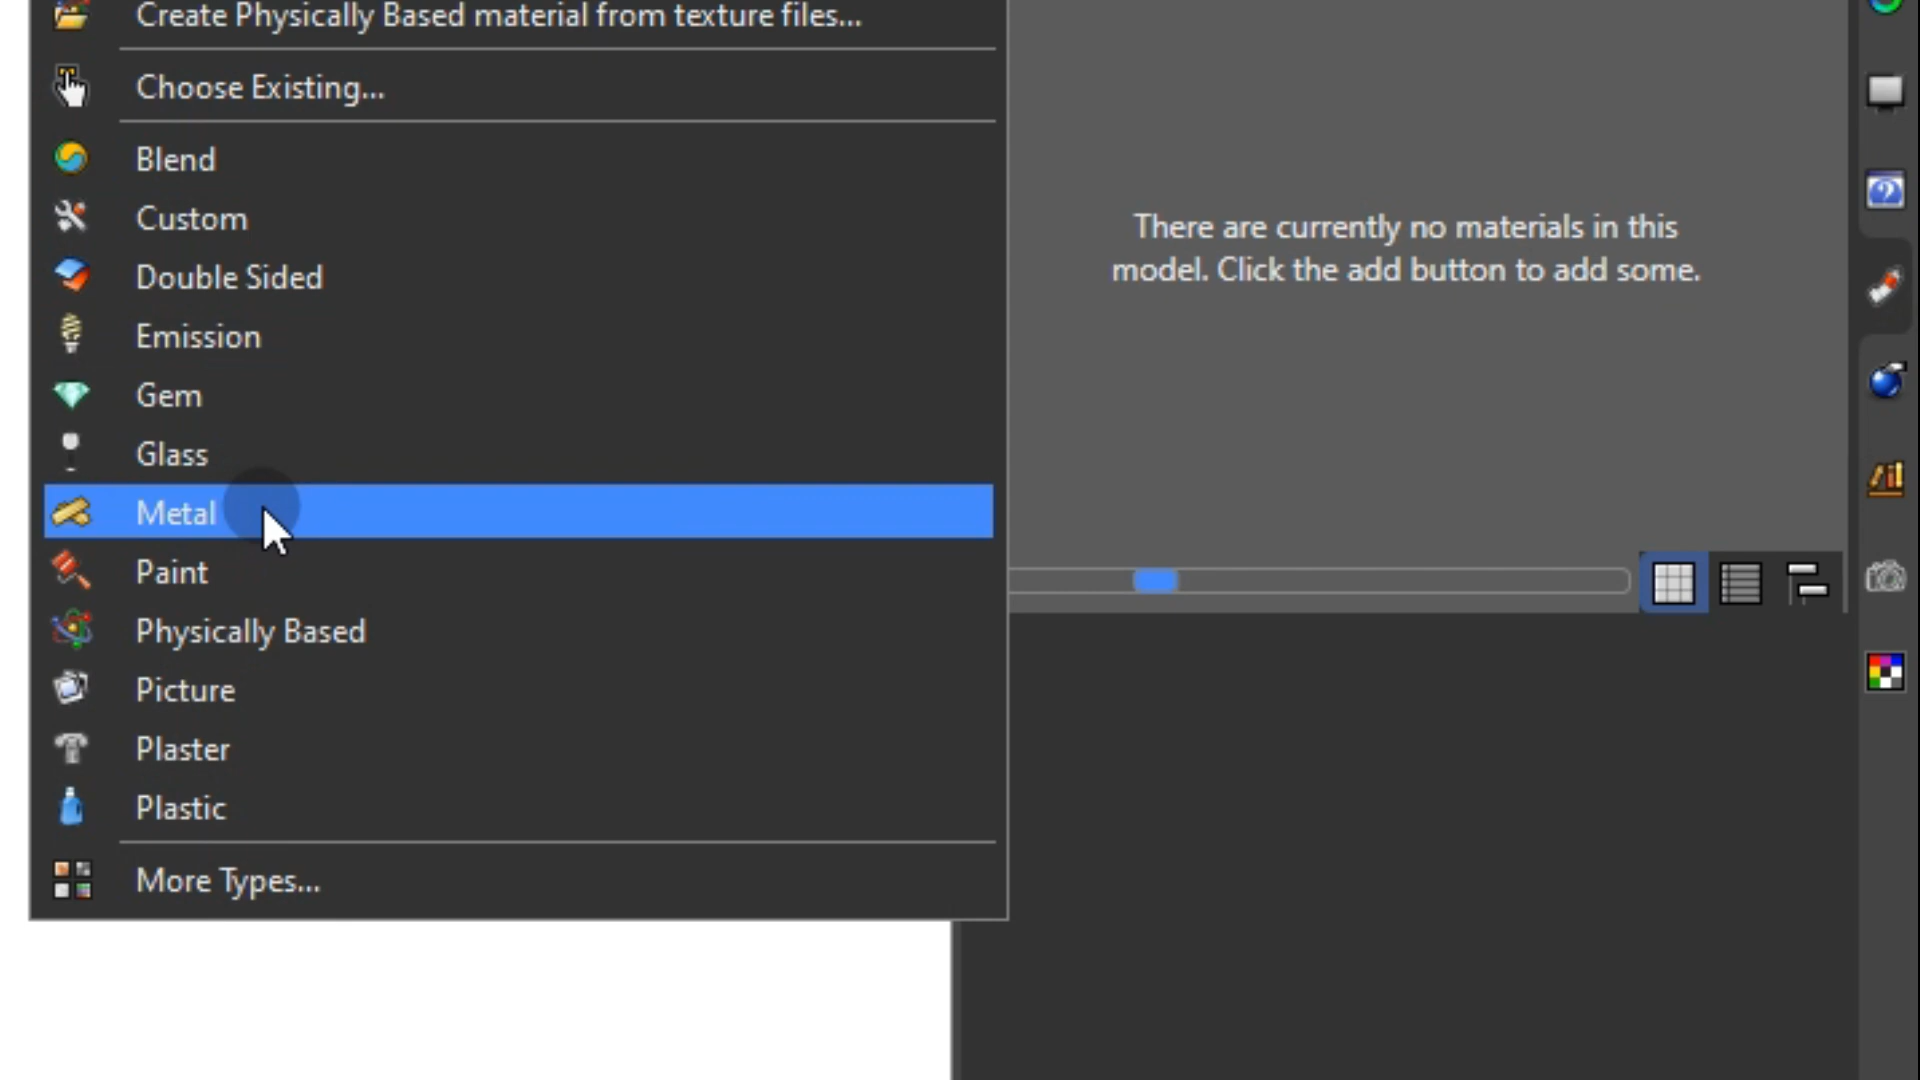 Create Physically Based material from texture files...
Choose Existing...
Blend
Custom
Double Sided
Emission
Gem
Glass
Metal
Paint
Physically Based
Picture
Plaster
Plastic
More Types...
There are currently no materials in this
model. Click the add button to add some.